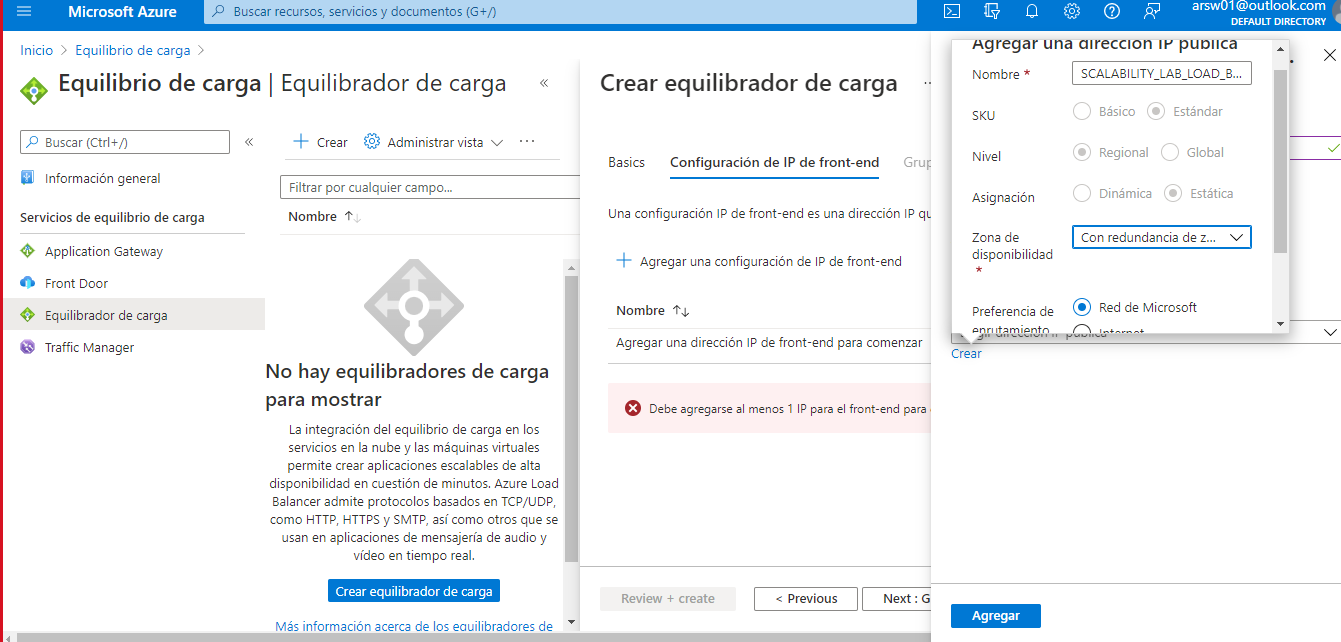 Microsoft Azure
Buscar recursos, servicios y documentos (G+/)
arsw01@outlook.com
DEFAULT DIRECTORY
Inicio > Equilibrio de carga >
Equilibrio de carga | Equilibrador de carga
«
Buscar (Ctrl+/)
«
Información general
Servicios de equilibrio de carga
Application Gateway
Front Door
Equilibrador de carga
Traffic Manager
+ Crear
Administrar vista
...
Filtrar por cualquier campo...
Nombre ↑↓
No hay equilibradores de carga
para mostrar
La integración del equilibrio de carga en los
servicios en la nube y las máquinas virtuales
permite crear aplicaciones escalables de alta
disponibilidad en cuestión de minutos. Azure Load
Balancer admite protocolos basados en TCP/UDP,
como HTTP, HTTPS y SMTP, así como otros que se
usan en aplicaciones de mensajería de audio y
vídeo en tiempo real.
Crear equilibrador de carga
Más información acerca de los equilibradores de
Crear equilibrador de carga
Basics
Configuración de IP de front-end
Grup
Una configuración IP de front-end es una dirección IP qu
+ Agregar una configuración de IP de front-end
Nombre ↑↓
Agregar una dirección IP de front-end para comenzar
Debe agregarse al menos 1 IP para el front-end para
Review + create
< Previous
Next : G
Agregar una dirección IP pública
Nombre *
SCALABILITY_LAB_LOAD_B...
SKU
Básico
Estándar
Nivel
Regional
Global
Asignación
Dinámica
Estática
Zona de
disponibilidad
*
Con redundancia de z...
Preferencia de
enrutamiento
Red de Microsoft
Internet
dirección IP pública
Crear
Agregar